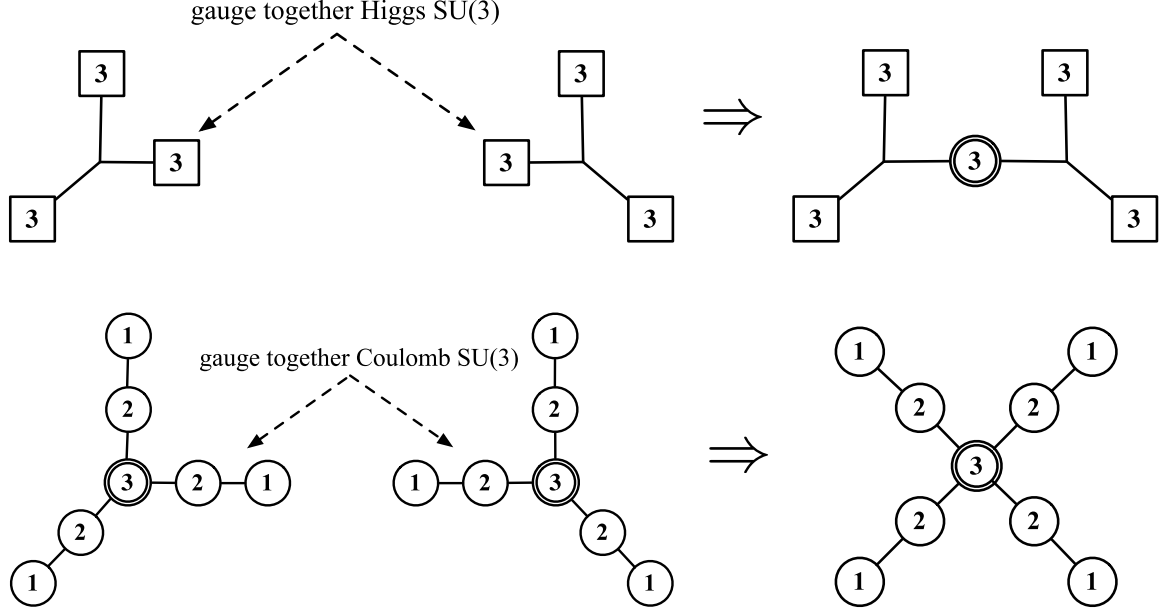 gauge together Higgs SU(3)
3 3 3 3
3 3 3
3 3 3 3
gauge together Coulomb SU(3)
1 1 1 1
2 2 2 2
3 2 1 1 2 3 3
2 2 2 2
1 1 1 1